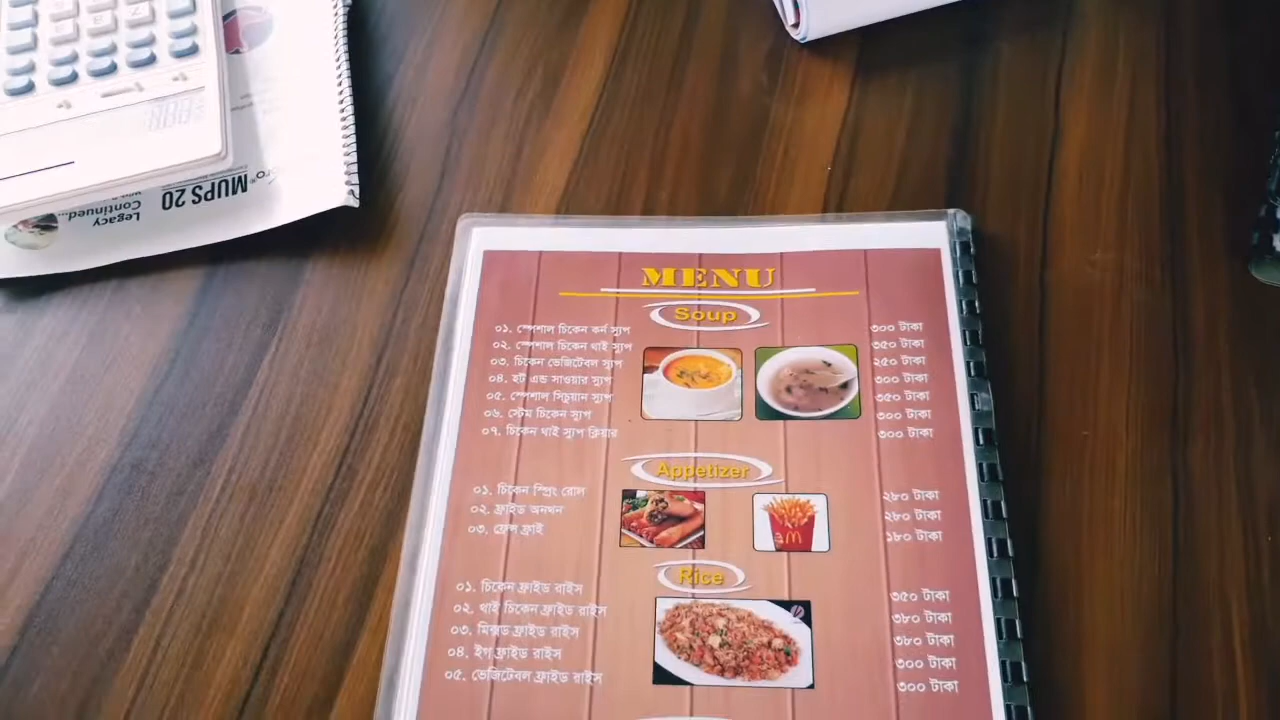 MUPS 20
Legacy
Continued...
MENU
Soup
০১. স্পেশাল চিকেন কর্ন স্যুপ ৩০০ টাকা
০২. স্পেশাল চিকেন থাই স্যুপ ৩৫০ টাকা
০৩. চিকেন ভেজিটেবল স্যুপ ২৫০ টাকা
০৪. হট এন্ড সাওয়ার স্যুপ ৩০০ টাকা
০৫. স্পেশাল সিচুয়ান স্যুপ ৩৫০ টাকা
০৬. স্টেম চিকেন স্যুপ ৩০০ টাকা
০৭. চিকেন থাই স্যুপ ক্লিয়ার ৩০০ টাকা
Appetizer
০১. চিকেন স্প্রিং রোল ২৮০ টাকা
০২. ফ্রাইড অনথন ২৮০ টাকা
০৩. ফ্রেন্স ফ্রাই ১৮০ টাকা
Rice
০১. চিকেন ফ্রাইড রাইস ৩৫০ টাকা
০২. থাই চিকেন ফ্রাইড রাইস ৩৮০ টাকা
০৩. মিক্সড ফ্রাইড রাইস ৩৮০ টাকা
০৪. ইগ ফ্রাইড রাইস ৩০০ টাকা
০৫. ভেজিটেবল ফ্রাইড রাইস ৩০০ টাকা